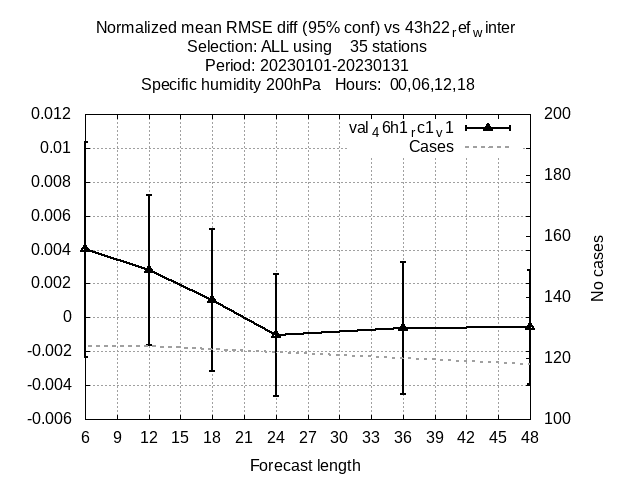 Normalized mean RMSE diff (95% conf) vs 43h22refwinter
Selection: ALL using 35 stations
Period: 20230101-20230131
Specific humidity 200hPa Hours: 00,06,12,18
0.012
0.01
0.008
0.006
0.004
0.002
0
-0.002
-0.004
-0.006
200
180
160
140
120
100
val46h1rc1v1
Cases
No cases
6 9 12 15 18 21 24 27 30 33 36 39 42 45 48
Forecast length